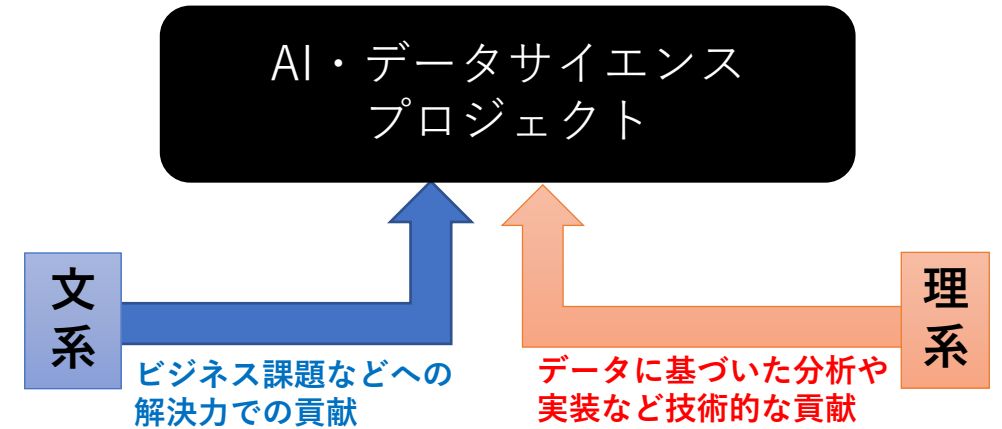 AI・データサイエンス
プロジェクト
文
系
ビジネス課題などへの
解決力での貢献
理
系
データに基づいた分析や
実装など技術的な貢献